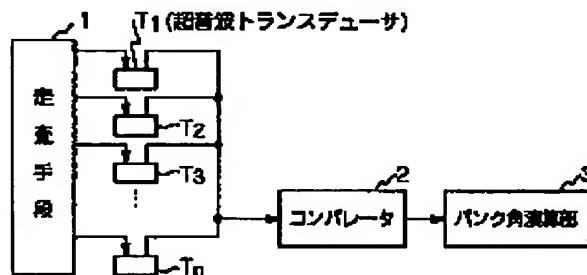 1
T1(超音波トランスデューサ)
走査手段
T2
T3
2
コンパレータ
3
バンク角演算部
Tn